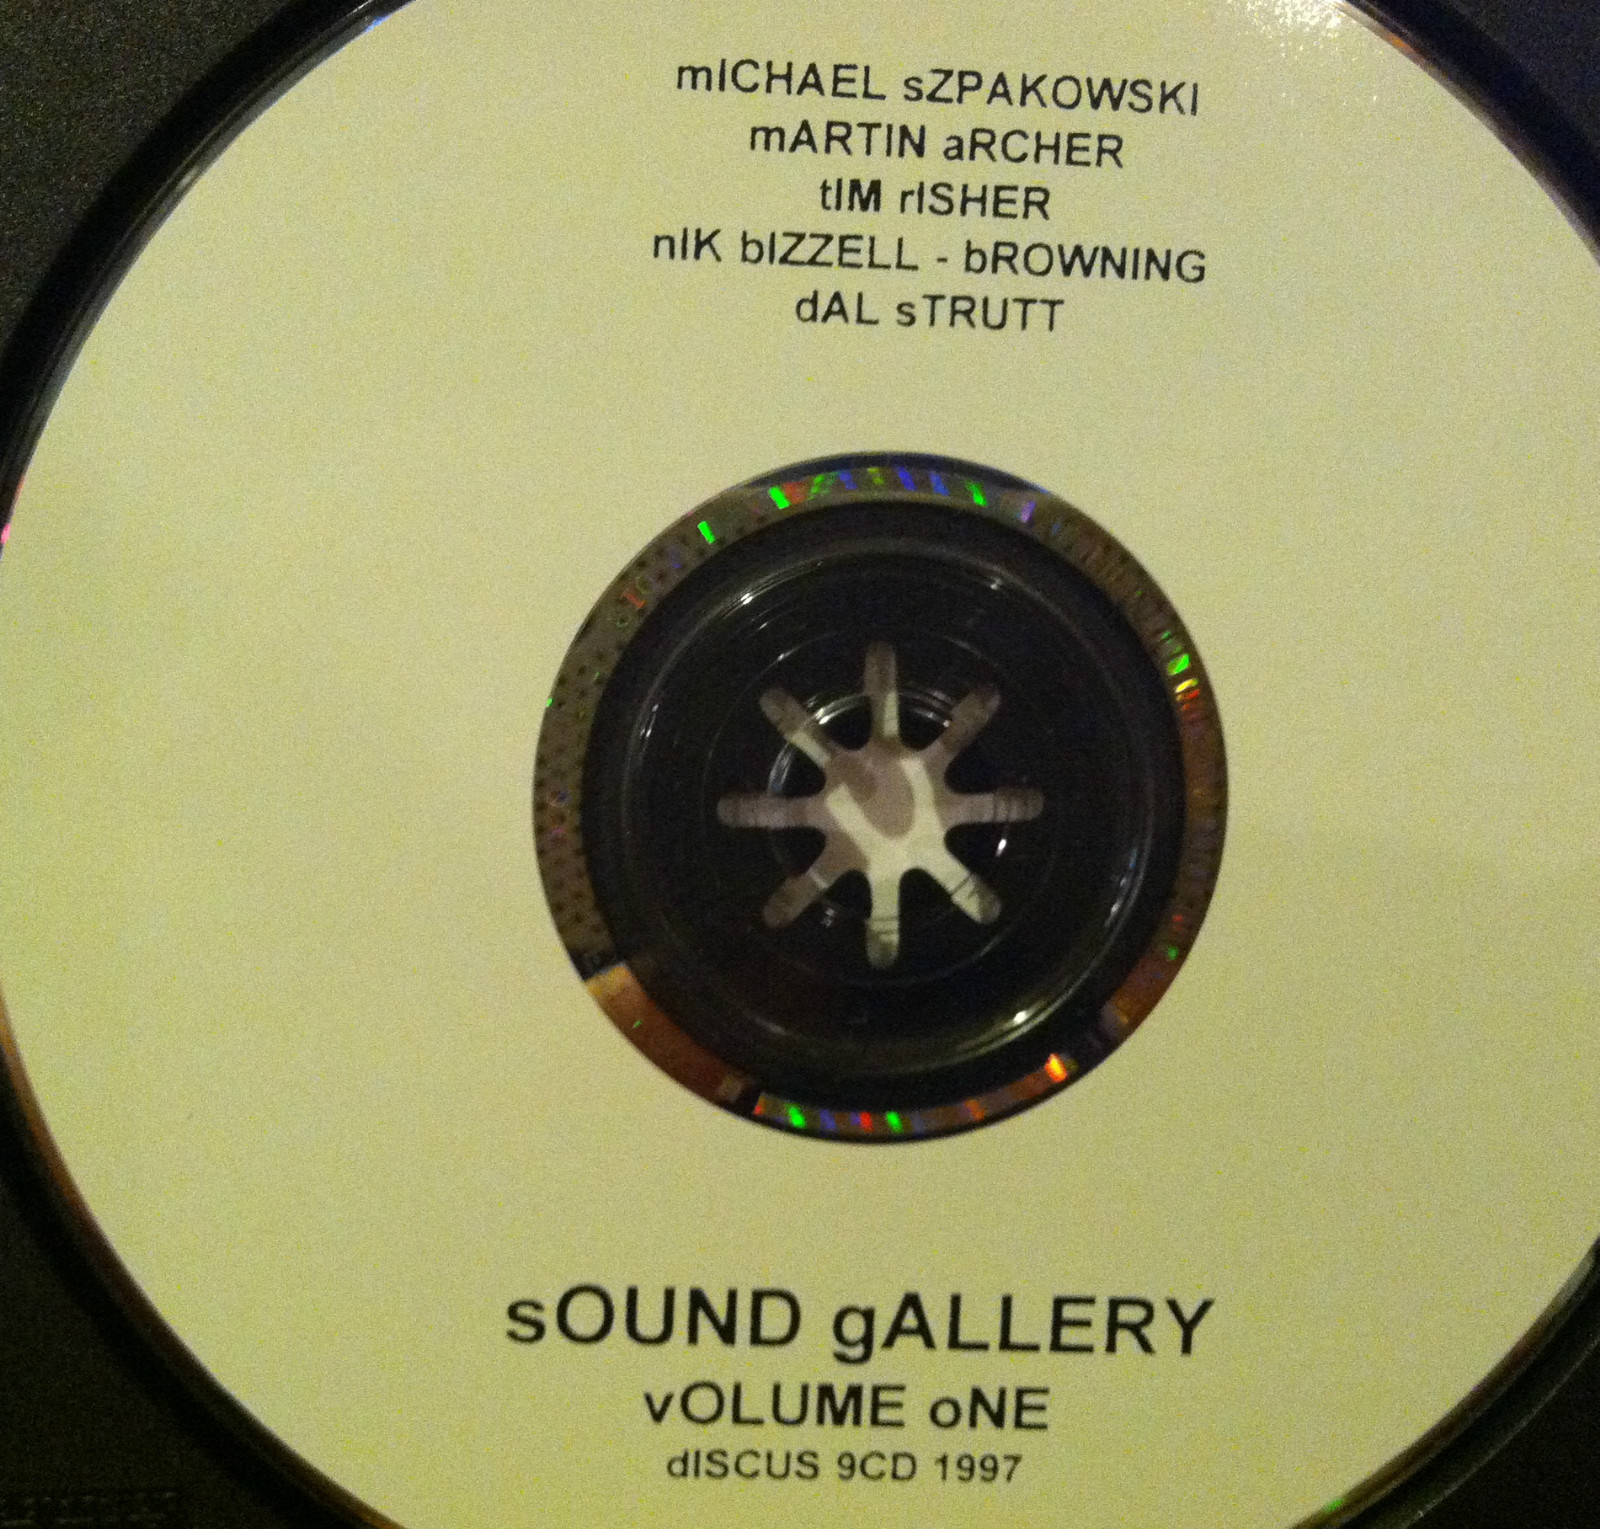 mICHAEL sZPAKOWSKI
mARTIN aRCHER
tIM rISHER
nIK bIZZELL - bROWNING
dAL sTRUTT
sOUND gALLERY
vOLUME oNE
dISCUS 9CD 1997